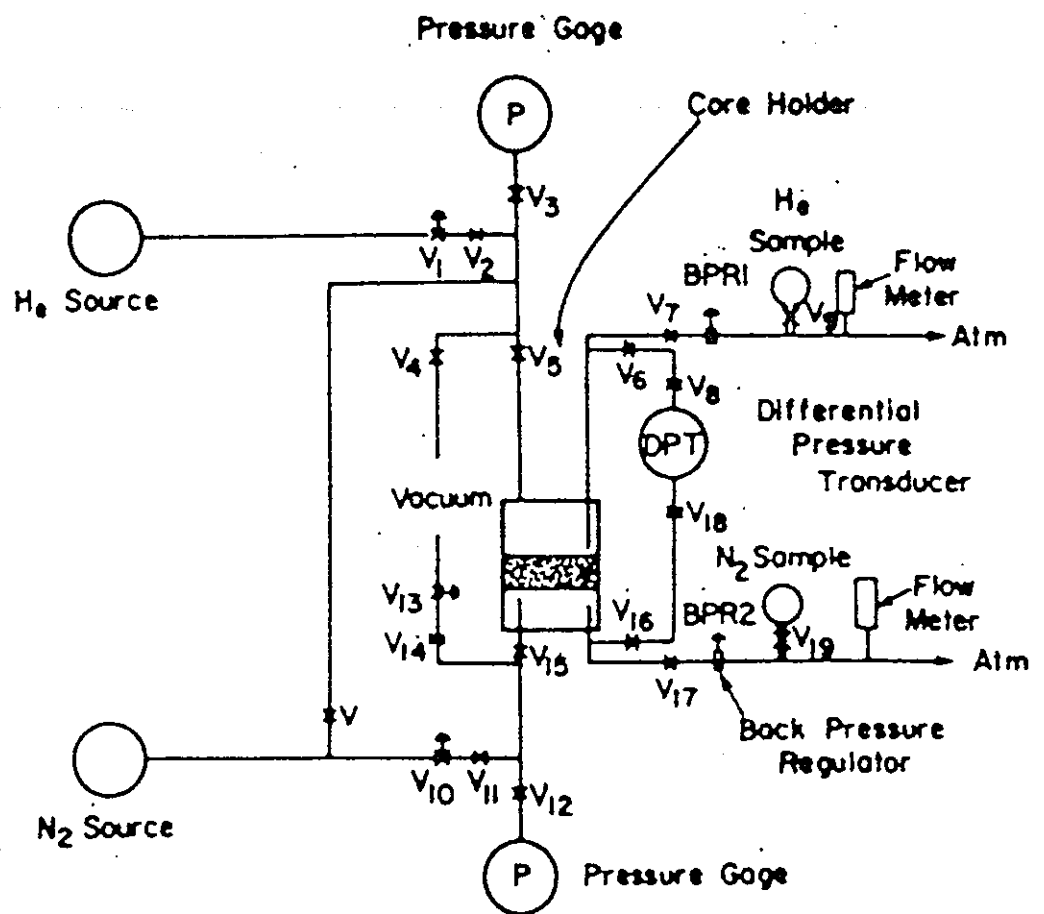 Pressure Gage
P
Core Holder
V3
He
Sample
He Source
V1
V2
BPR1
V9
Flow
Meter
V7
Atm
V4
V5
V6
V8
DPT
Differential
Pressure
Transducer
Vacuum
V18
N2 Sample
V13
V16
BPR2
Flow
Meter
V14
V15
V19
V17
Atm
V
Back Pressure
Regulator
V10
V11
V12
N2 Source
P
Pressure Gage